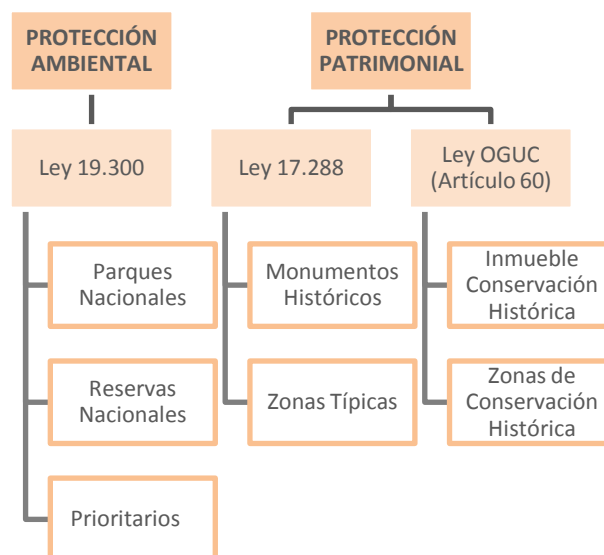 PROTECCIÓN
AMBIENTAL
PROTECCIÓN
PATRIMONIAL
Ley 19.300
Ley 17.288
Ley OGUC
(Artículo 60)
Parques
Nacionales
Monumentos
Históricos
Inmueble
Conservación
Histórica
Reservas
Nacionales
Zonas Típicas
Zonas de
Conservación
Histórica
Prioritarios